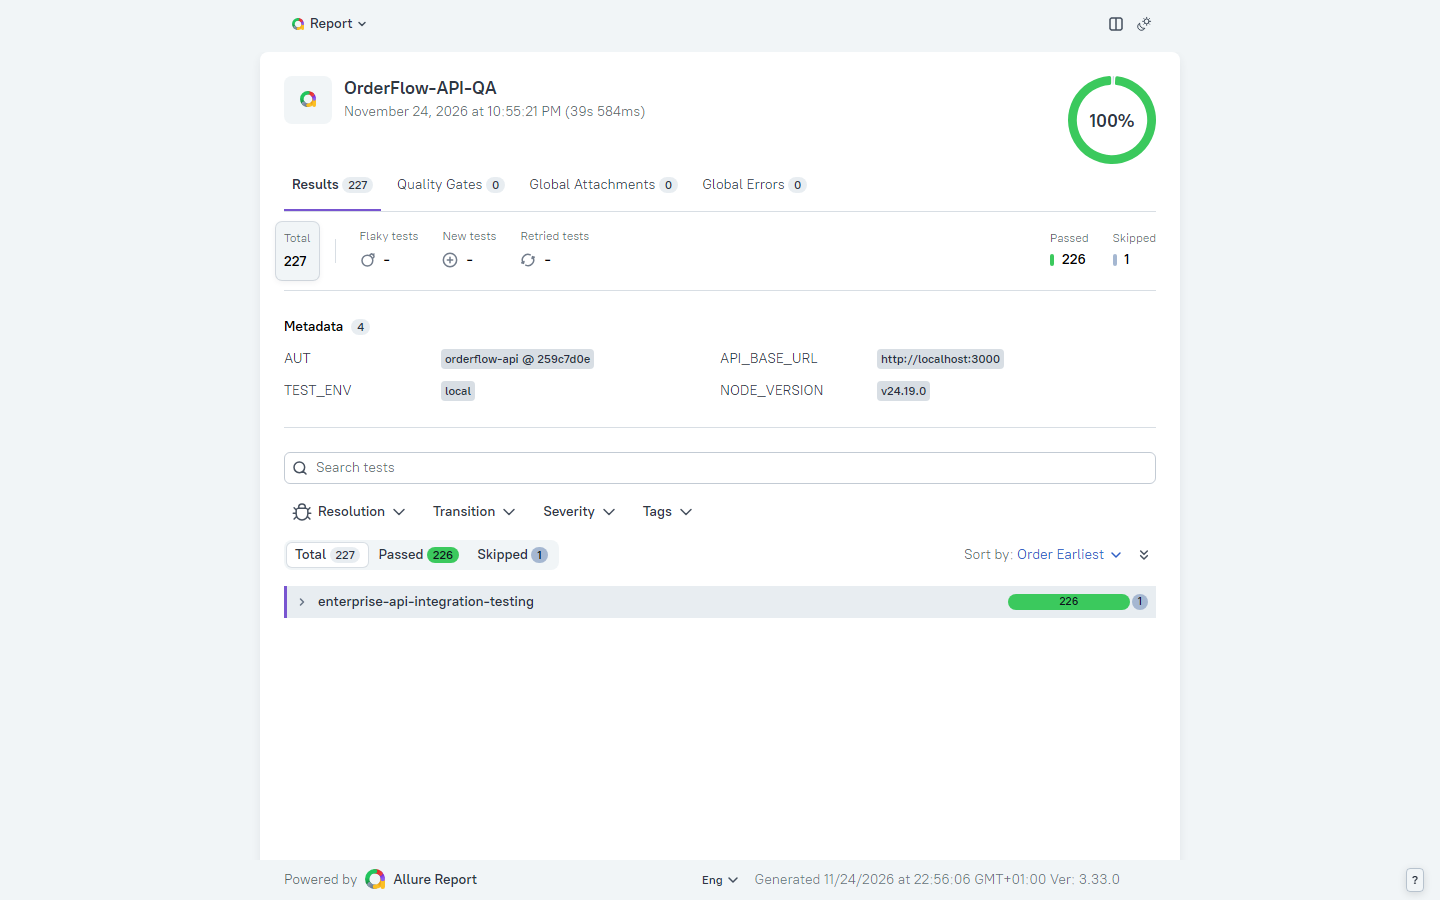 Report
OrderFlow-API-QA
November 24, 2026 at 10:55:21 PM (39s 584ms)
100%
Results 227 Quality Gates 0 Global Attachments 0 Global Errors 0
Total Flaky tests New tests Retried tests Passed Skipped
227 - - - 226 1
Metadata 4
AUT orderflow-api @ 259c7d0e API_BASE_URL http://localhost:3000
TEST_ENV local NODE_VERSION v24.19.0
Search tests
Resolution Transition Severity Tags
Total 227 Passed 226 Skipped 1 Sort by: Order Earliest
enterprise-api-integration-testing 226 1
Powered by Allure Report Eng Generated 11/24/2026 at 22:56:06 GMT+01:00 Ver: 3.33.0 ?